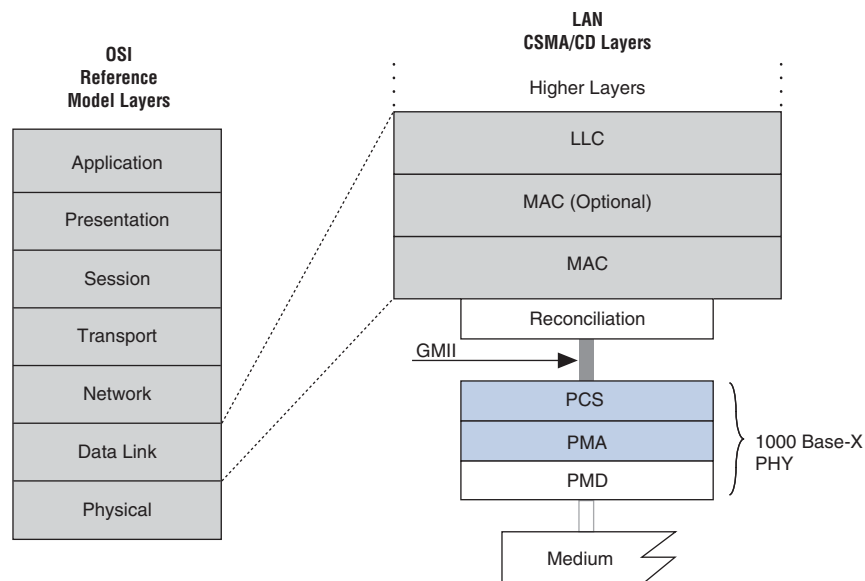 OSI
Reference
Model Layers
Application
Presentation
Session
Transport
Network
Data Link
Physical
LAN
CSMA/CD Layers
Higher Layers
LLC
MAC (Optional)
MAC
Reconciliation
GMII
PCS
PMA
PMD
1000 Base-X
PHY
Medium